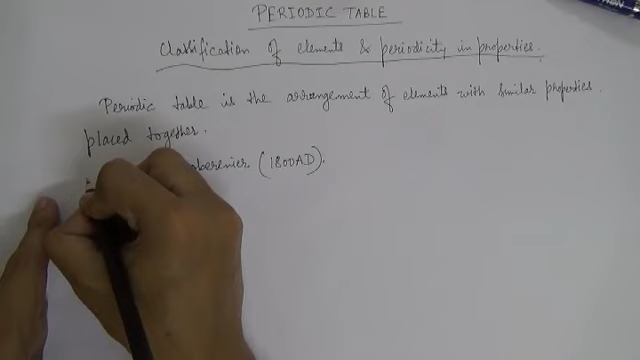 PERIODIC TABLE
Classification of elements & periodicity in properties.
Periodic table is the arrangement of elements with similar properties.
placed together.
(1800AD).